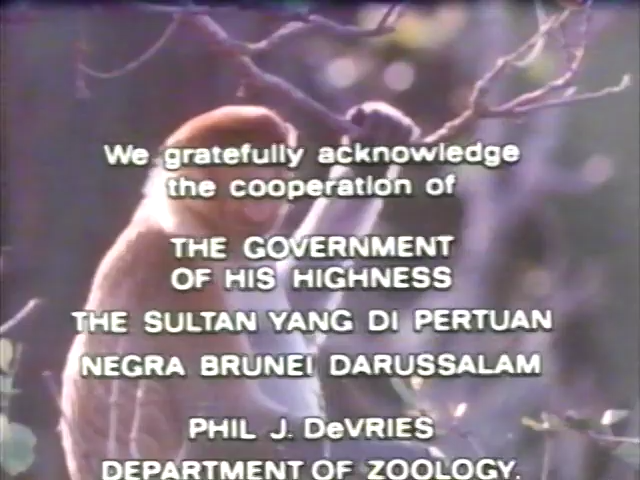 We gratefully acknowledge
the cooperation of
THE GOVERNMENT
OF HIS HIGHNESS
THE SULTAN YANG DI PERTUAN
NEGRA BRUNEI DARUSSALAM
PHIL J. DeVRIES
DEPARTMENT OF ZOOLOGY.